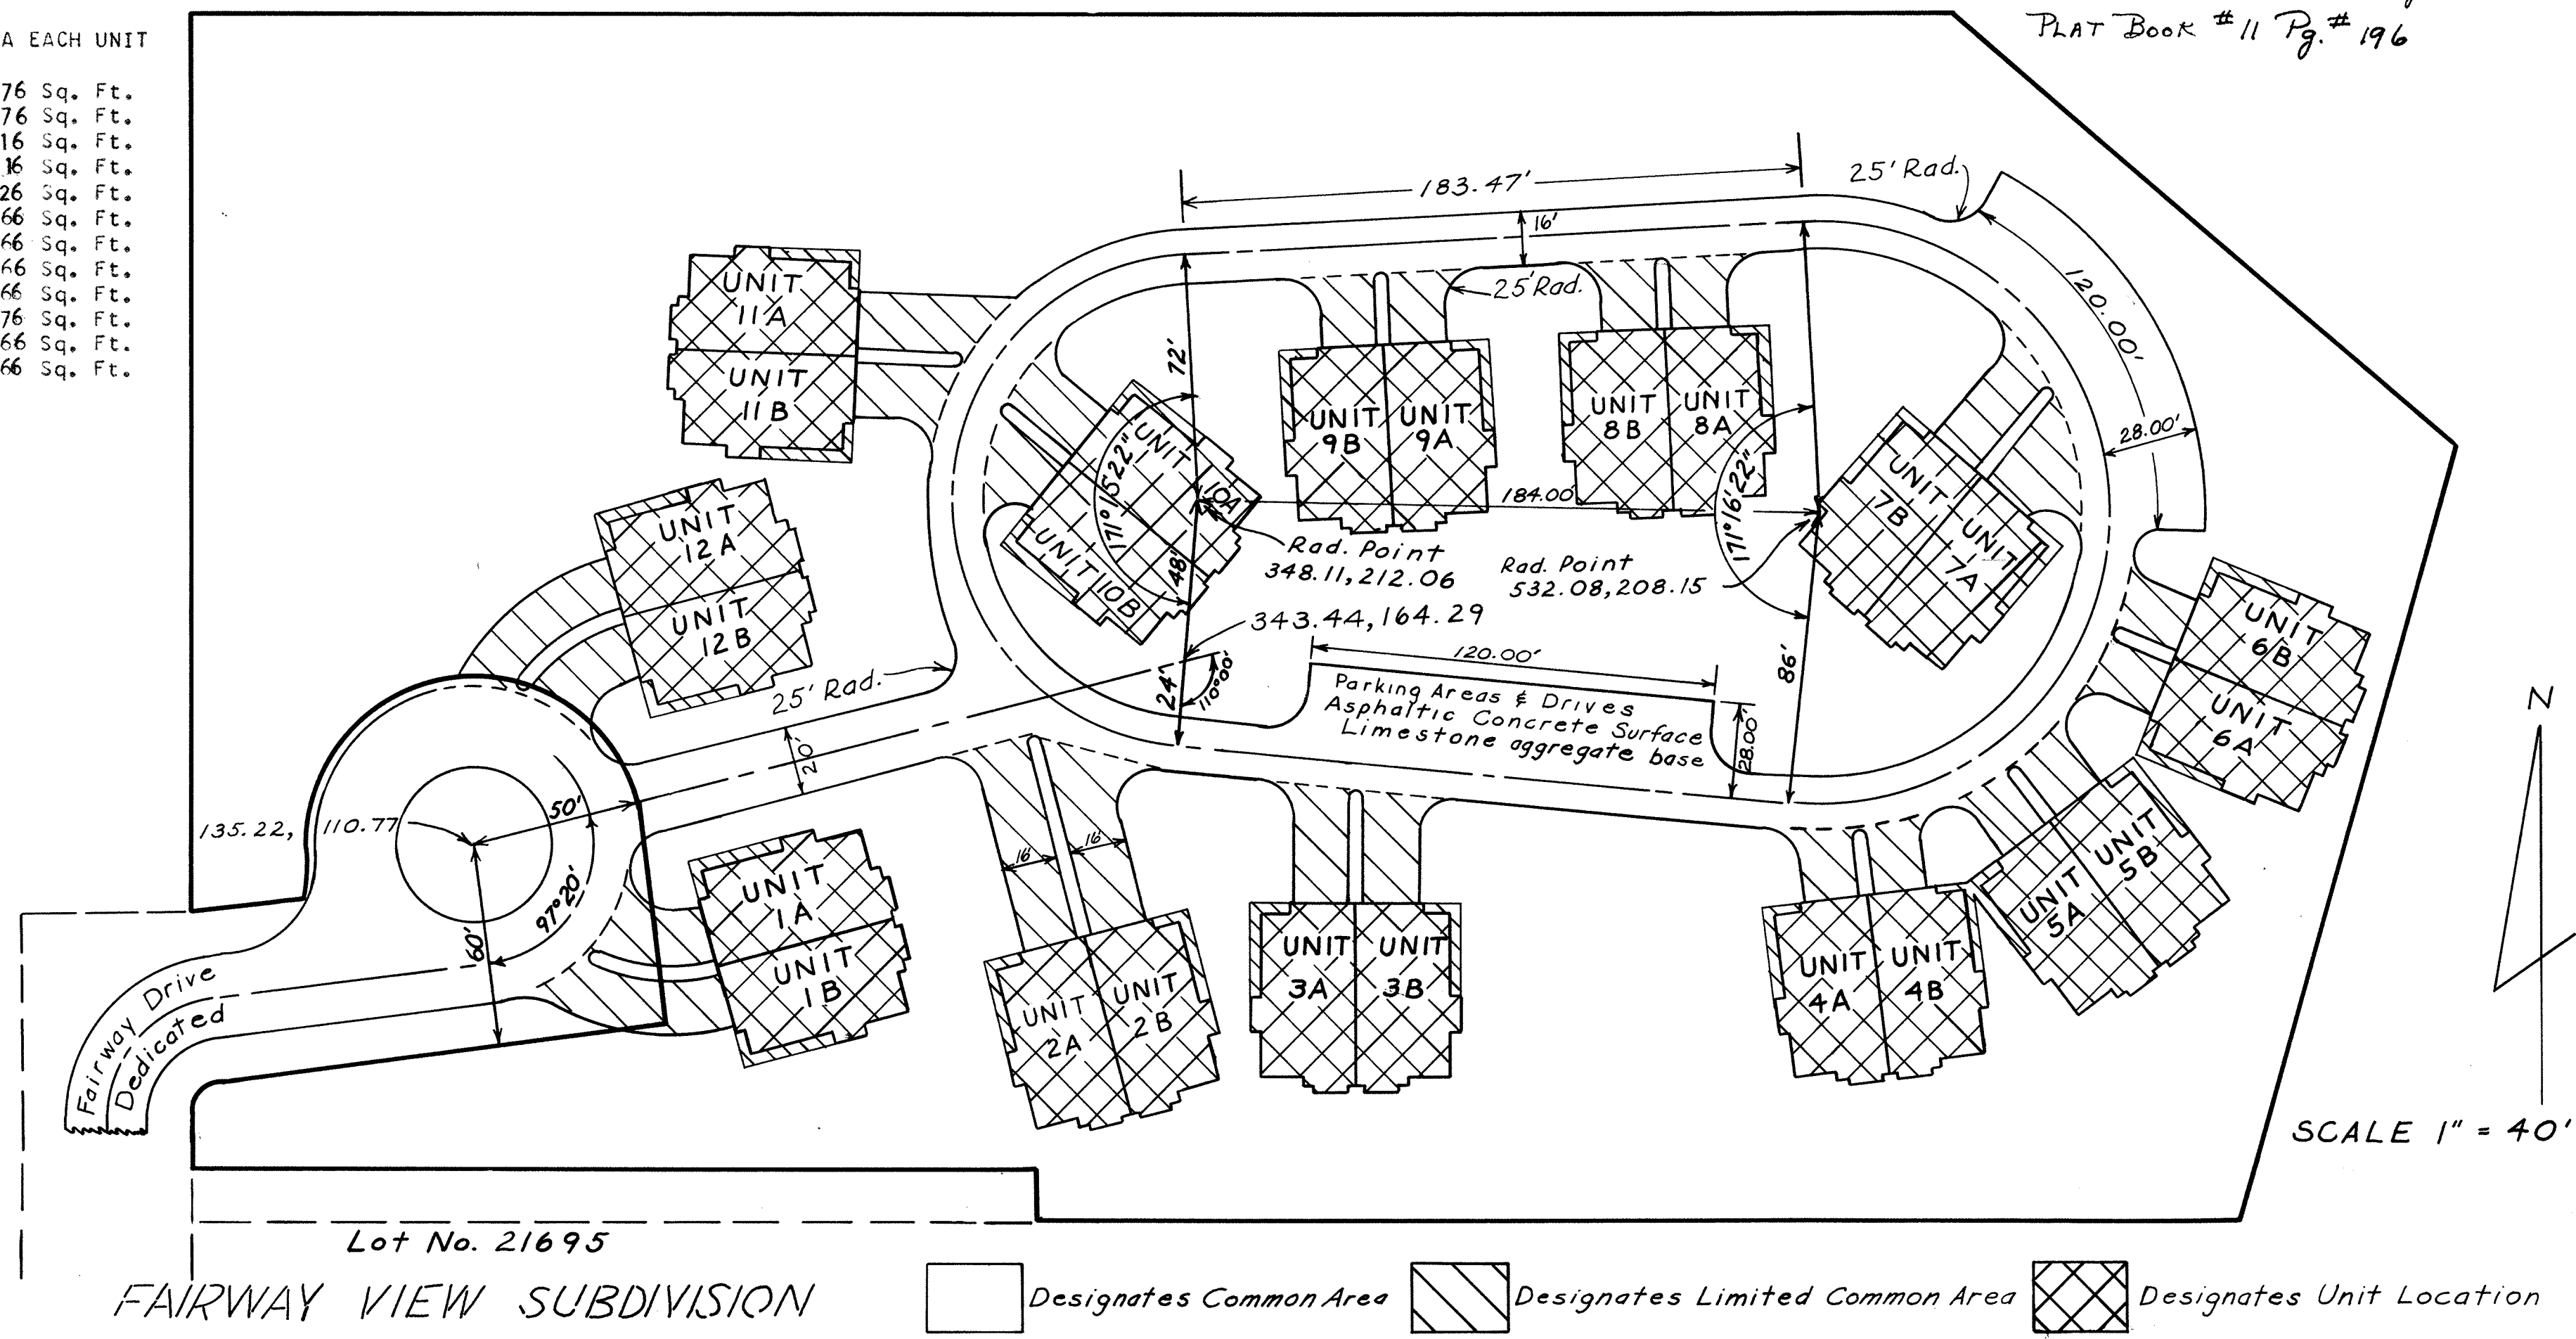 PLAT BOOK #11 Pg.# 196
A EACH UNIT
76 Sq. Ft.
76 Sq. Ft.
16 Sq. Ft.
16 Sq. Ft.
26 Sq. Ft.
66 Sq. Ft.
66 Sq. Ft.
66 Sq. Ft.
66 Sq. Ft.
76 Sq. Ft.
66 Sq. Ft.
66 Sq. Ft.
183.47'
25' Rad.
16'
25' Rad.
120.00'
28.00'
UNIT
11A
UNIT
11B
72'
UNIT
10A
UNIT 10B
171°15'22"
48'
UNIT
9B
UNIT
9A
UNIT
8B
UNIT
8A
184.00'
171°16'22"
UNIT
7B
UNIT
7A
Rad. Point
348.11,212.06
Rad. Point
532.08,208.15
343.44,164.29
UNIT
12A
UNIT
12B
UNIT
6B
UNIT
6A
25' Rad.
24'
110°00'
120.00'
86'
Parking Areas & Drives
Asphaltic Concrete Surface
Limestone aggregate base
28.00'
20'
50'
135.22, 110.77
97°20'
60'
16'
16'
UNIT
1A
UNIT
1B
UNIT
2A
UNIT
2B
UNIT
3A
UNIT
3B
UNIT
4A
UNIT
4B
UNIT
5A
UNIT
5B
N
SCALE 1" = 40'
Fairway Drive
Dedicated
Lot No. 21695
FAIRWAY VIEW SUBDIVISION
Designates Common Area
Designates Limited Common Area
Designates Unit Location